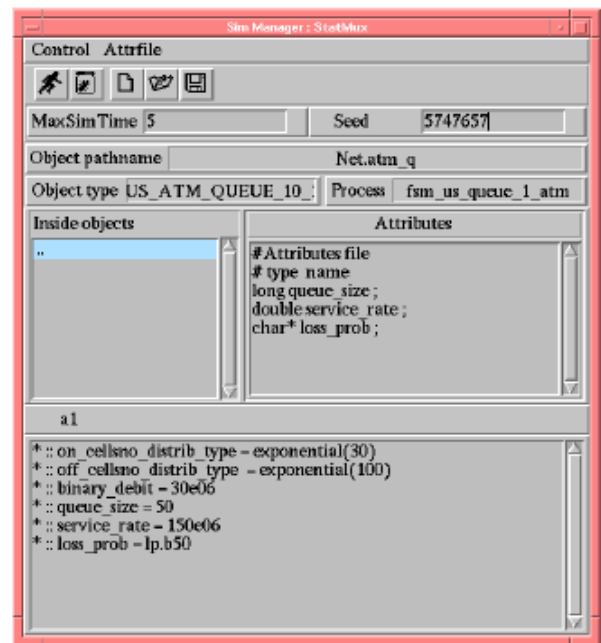 Sim Manager : StatMux
Control Attrfile
MaxSimTime 5 Seed 5747657
Object pathname Net.atm_q
Object type US_ATM_QUEUE_10_ Process fsm_us_queue_1_atm
Inside objects Attributes
..
# Attributes file
# type name
long queue_size ;
double service_rate ;
char* loss_prob ;
a1
* :: on_cellsno_distrib_type = exponential(30)
* :: off_cellsno_distrib_type = exponential(100)
* :: binary_debit = 30e06
* :: queue_size = 50
* :: service_rate = 150e06
* :: loss_prob = lp.b50